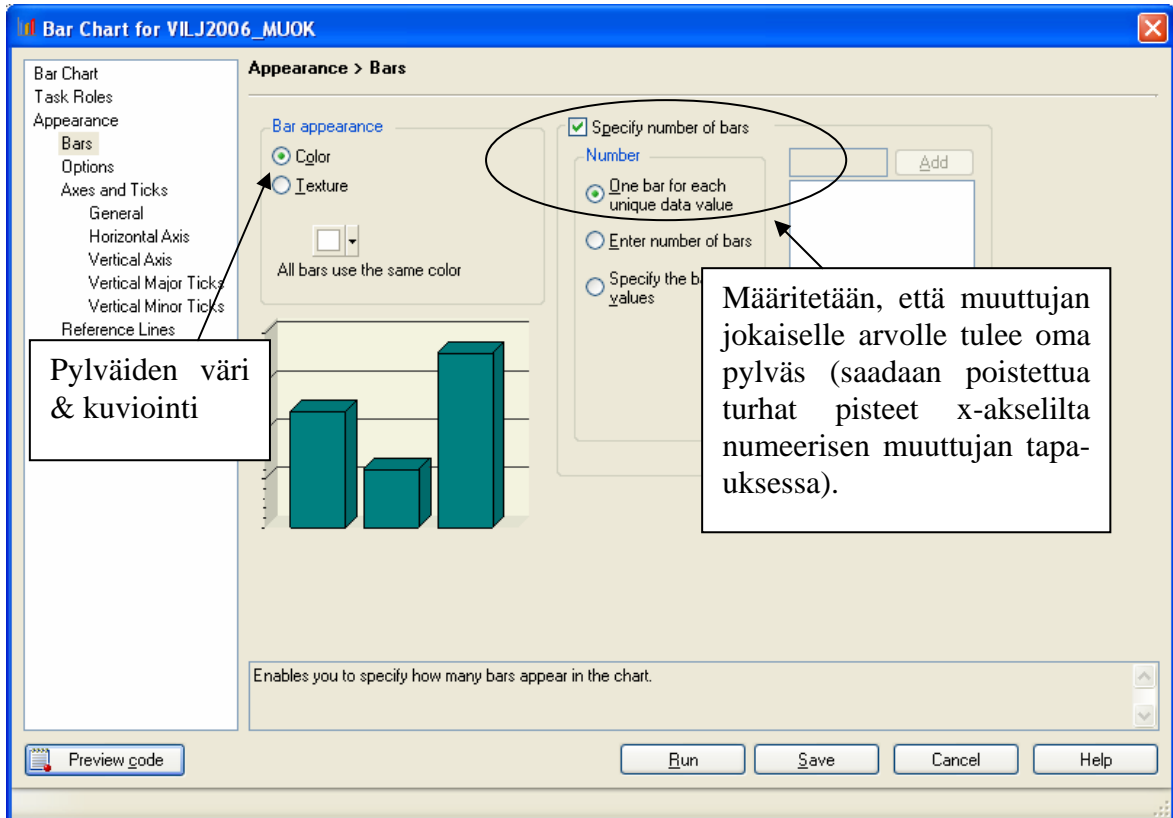 Bar Chart for VILJ2006_MUOK
Bar Chart
Task Roles
Appearance
Bars
Options
Axes and Ticks
General
Horizontal Axis
Vertical Axis
Vertical Major Ticks
Vertical Minor Ticks
Reference Lines
Appearance > Bars
Bar appearance
Color
Texture
All bars use the same color
Specify number of bars
Number
One bar for each
unique data value
Enter number of bars
Specify the
values
Add
Pylväiden väri
& kuviointi
Määritetään, että muuttujan
jokaiselle arvolle tulee oma
pylväs (saadaan poistettua
turhat pisteet x-akselilta
numeerisen muuttujan tapa-
uksessa).
Enables you to specify how many bars appear in the chart.
Preview code
Run
Save
Cancel
Help